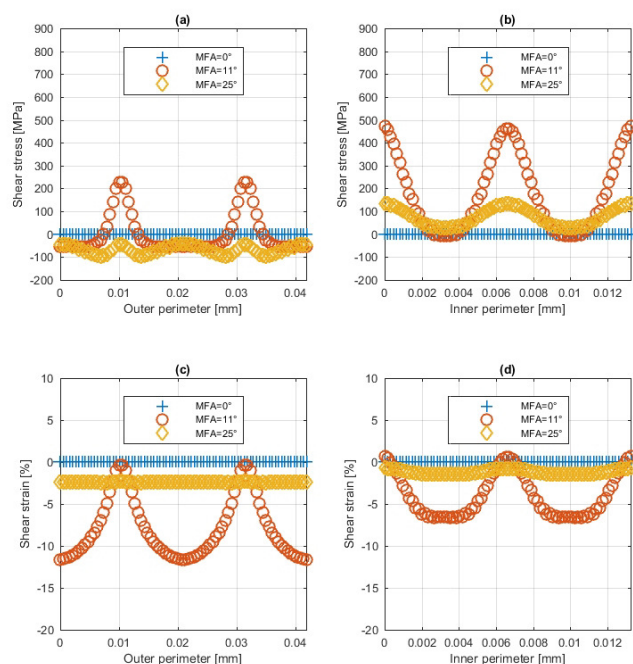 (a)
900
800
700
600
500
400
300
200
100
0
-100
-200
Shear stress [MPa]
MFA=0°
MFA=11°
MFA=25°
0 0.01 0.02 0.03 0.04
Outer perimeter [mm]
(b)
900
800
700
600
500
400
300
200
100
0
-100
-200
Shear stress [MPa]
MFA=0°
MFA=11°
MFA=25°
0 0.002 0.004 0.006 0.008 0.01 0.012
Inner perimeter [mm]
(c)
10
5
0
-5
-10
-15
-20
Shear strain [%]
MFA=0°
MFA=11°
MFA=25°
0 0.01 0.02 0.03 0.04
Outer perimeter [mm]
(d)
10
5
0
-5
-10
-15
-20
Shear strain [%]
MFA=0°
MFA=11°
MFA=25°
0 0.002 0.004 0.006 0.008 0.01 0.012
Inner perimeter [mm]